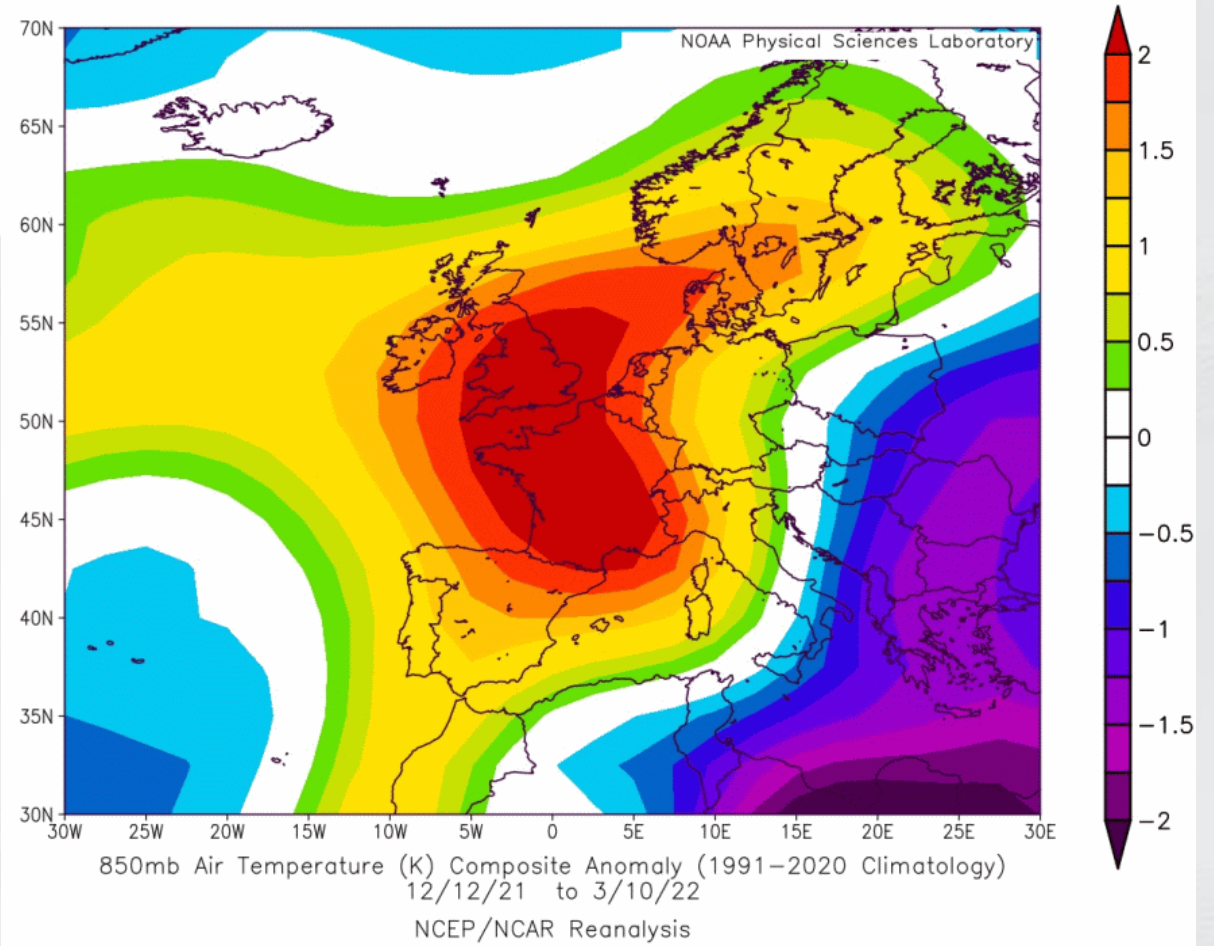 70N
65N
60N
55N
50N
45N
40N
35N
30N
NOAA Physical Sciences Laboratory
30W 25W 20W 15W 10W 5W 0 5E 10E 15E 20E 25E 30E
2
1.5
1
0.5
0
−0.5
−1
−1.5
−2
850mb Air Temperature (K) Composite Anomaly (1991−2020 Climatology)
12/12/21 to 3/10/22
NCEP/NCAR Reanalysis